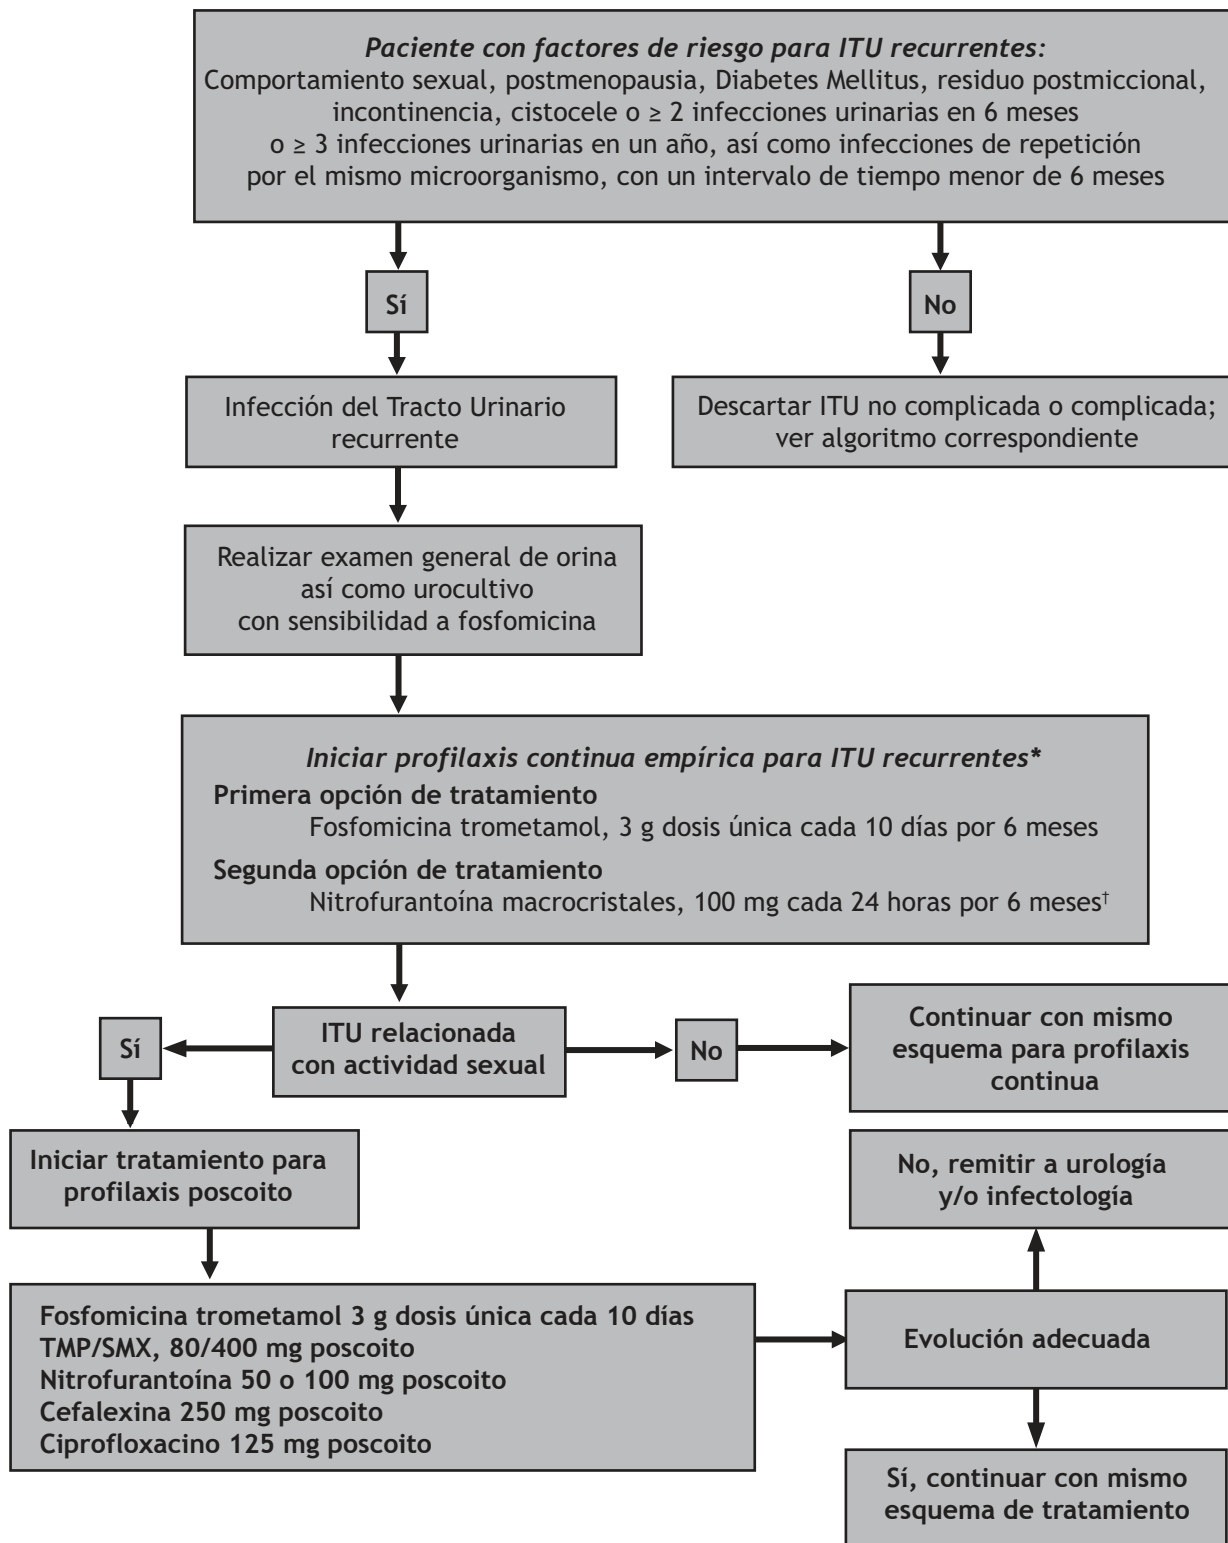 Paciente con factores de riesgo para ITU recurrentes:
Comportamiento sexual, postmenopausia, Diabetes Mellitus, residuo postmiccional,
incontinencia, cistocele o ≥ 2 infecciones urinarias en 6 meses
o ≥ 3 infecciones urinarias en un año, así como infecciones de repetición
por el mismo microorganismo, con un intervalo de tiempo menor de 6 meses
Sí
No
Infección del Tracto Urinario
recurrente
Descartar ITU no complicada o complicada;
ver algoritmo correspondiente
Realizar examen general de orina
así como urocultivo
con sensibilidad a fosfomicina
Iniciar profilaxis continua empírica para ITU recurrentes*
Primera opción de tratamiento
Fosfomicina trometamol, 3 g dosis única cada 10 días por 6 meses
Segunda opción de tratamiento
Nitrofurantoína macrocristales, 100 mg cada 24 horas por 6 meses†
Sí
ITU relacionada
con actividad sexual
No
Continuar con mismo
esquema para profilaxis
continua
Iniciar tratamiento para
profilaxis poscoito
No, remitir a urología
y/o infectología
Fosfomicina trometamol 3 g dosis única cada 10 días
TMP/SMX, 80/400 mg poscoito
Nitrofurantoína 50 o 100 mg poscoito
Cefalexina 250 mg poscoito
Ciprofloxacino 125 mg poscoito
Evolución adecuada
Sí, continuar con mismo
esquema de tratamiento